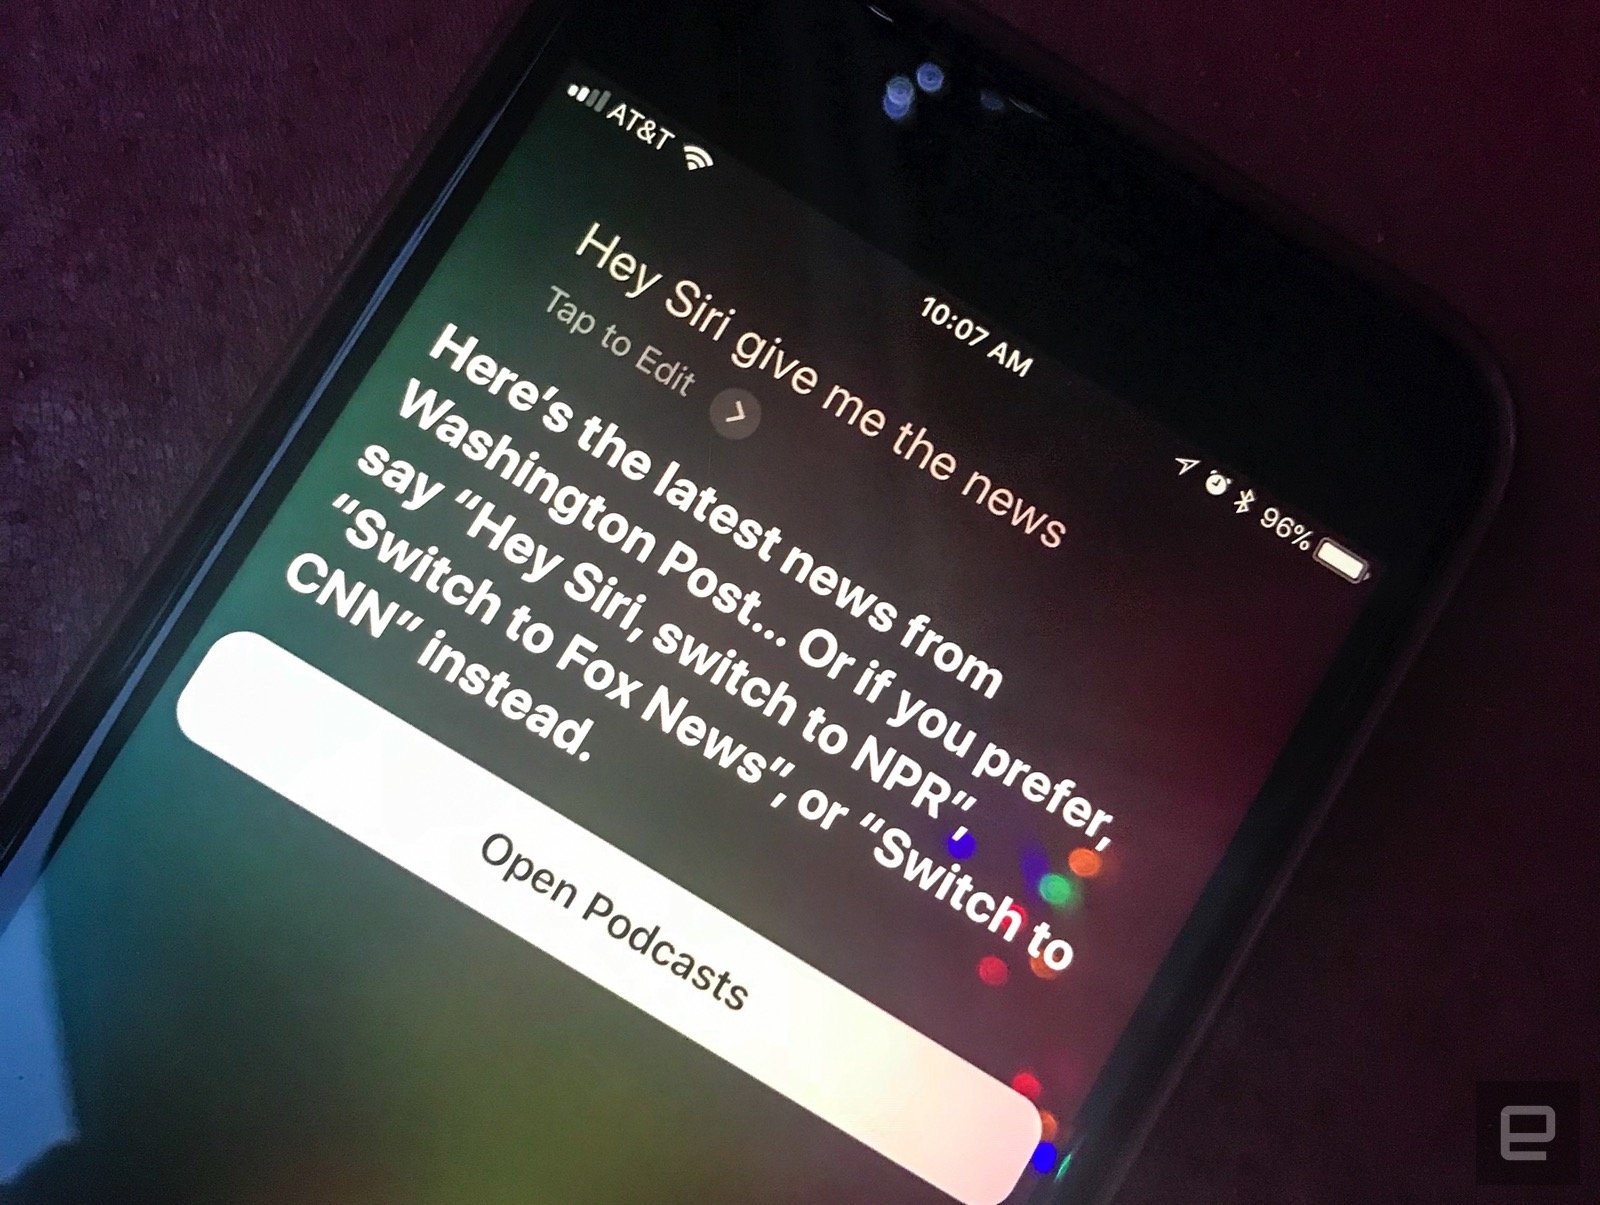 AT&T
10:07 AM
96%
Hey Siri give me the news
Tap to Edit
Here's the latest news from
Washington Post... Or if you prefer,
say "Hey Siri, switch to NPR",
"Switch to Fox News", or "Switch to
CNN" instead.
Open Podcasts
e